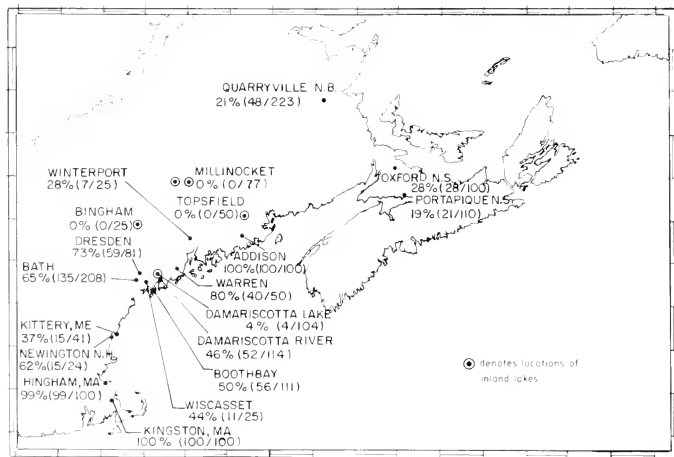 QUARRYVILLE N.B.
21% (48/223)
WINTERPORT
28% (7/25)
MILLINOCKET
0% (0/77)
OXFORD N.S.
28% (28/100)
TOPSFIELD
0% (0/50)
PORTAPIQUE N.S.
19% (21/110)
BINGHAM
0% (0/25)
DRESDEN
73% (59/81)
ADDISON
100% (100/100)
BATH
65% (135/208)
WARREN
80% (40/50)
DAMARISCOTTA LAKE
4% (4/104)
KITTERY, ME
37% (15/41)
DAMARISCOTTA RIVER
46% (52/114)
NEWINGTON N.H.
62% (15/24)
BOOTHBAY
50% (56/111)
denotes locations of
inland lakes
HINGHAM, MA
99% (99/100)
WISCASSET
44% (11/25)
KINGSTON, MA
100% (100/100)